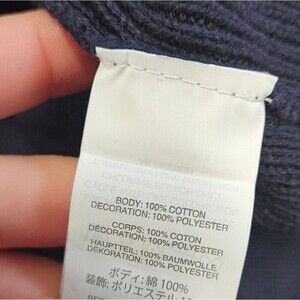 BODY: 100% COTTON
DECORATION: 100% POLYESTER
CORPS: 100% COTON
DÉCORATION: 100% POLYESTER
HAUPTTEIL: 100% BAUMWOLLE
DEKORATION: 100% POLYESTER
ボディ: 綿 100%
装飾: ポリエステル